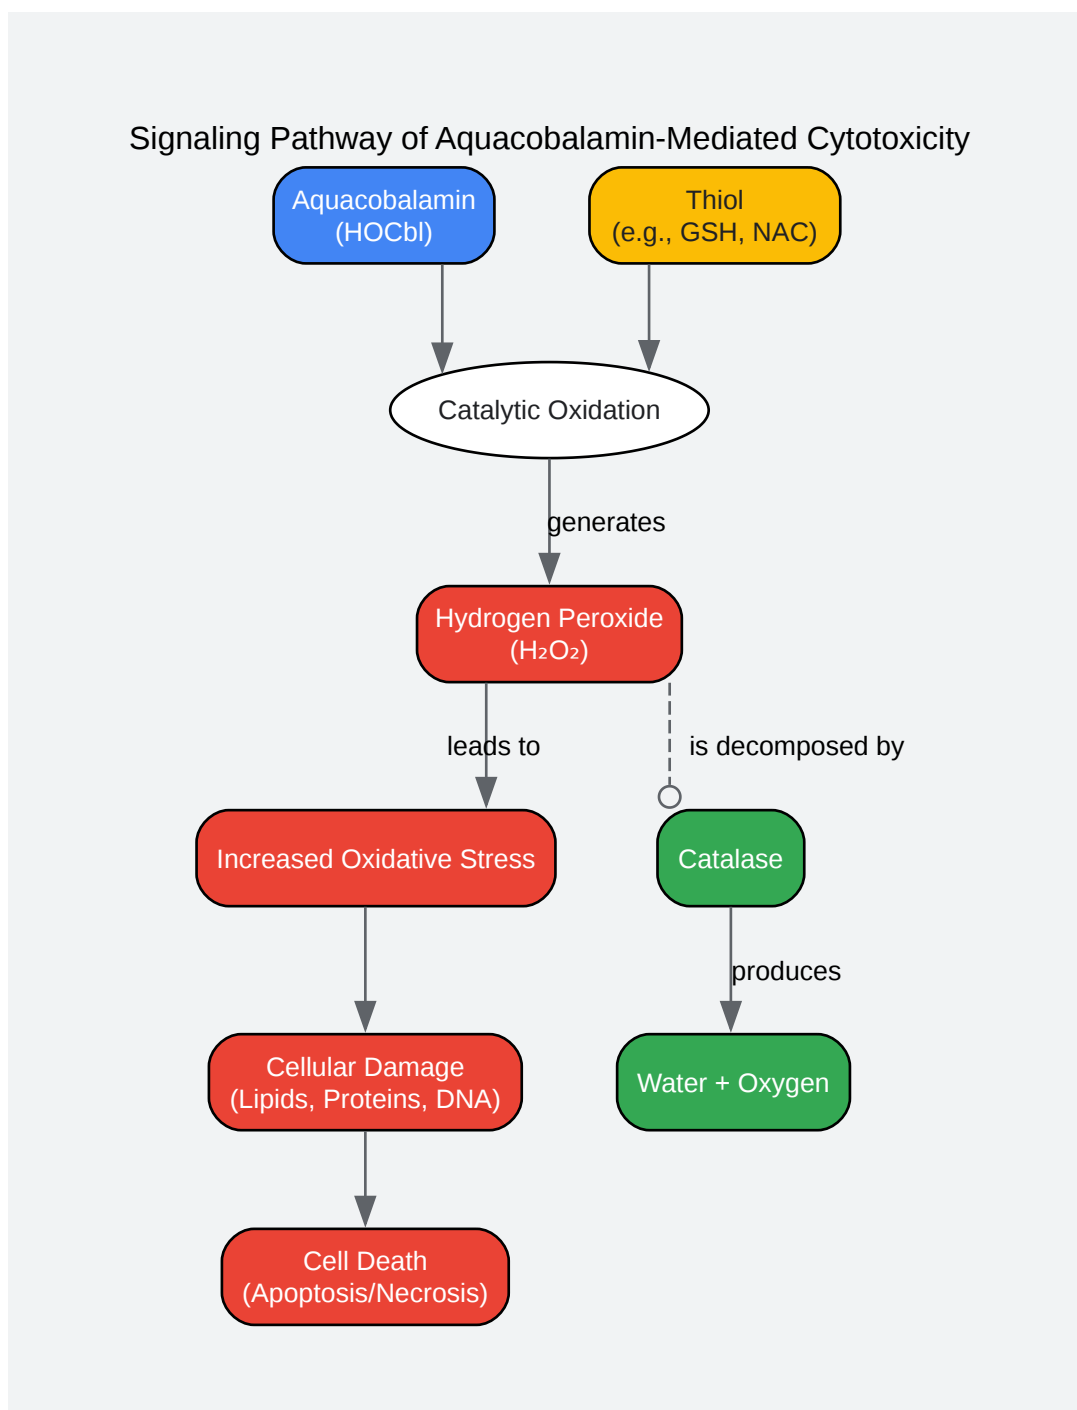 Signaling Pathway of Aquacobalamin-Mediated Cytotoxicity
Aquacobalamin
(HOCbl)
Thiol
(e.g., GSH, NAC)
Catalytic Oxidation
generates
Hydrogen Peroxide
(H₂O₂)
leads to
is decomposed by
Increased Oxidative Stress
Catalase
produces
Cellular Damage
(Lipids, Proteins, DNA)
Water + Oxygen
Cell Death
(Apoptosis/Necrosis)